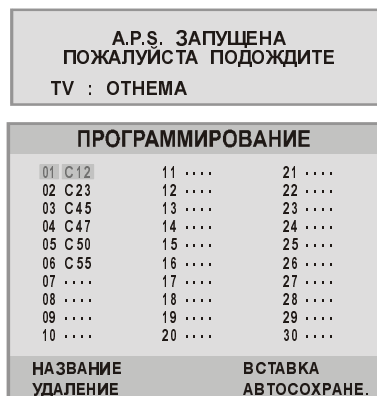 A.P.S. ЗАПУЩЕНА
ПОЖАЛУЙСТА ПОДОЖДИТЕ
TV : ОТНЕМА
ПРОГРАММИРОВАНИЕ
01 C12 11 .... 21 ....
02 C23 12 .... 22 ....
03 C45 13 .... 23 ....
04 C47 14 .... 24 ....
05 C50 15 .... 25 ....
06 C55 16 .... 26 ....
07 .... 17 .... 27 ....
08 .... 18 .... 28 ....
09 .... 19 .... 29 ....
10 .... 20 .... 30 ....
НАЗВАНИЕ ВСТАВКА
УДАЛЕНИЕ АВТОСОХРАНЕ.